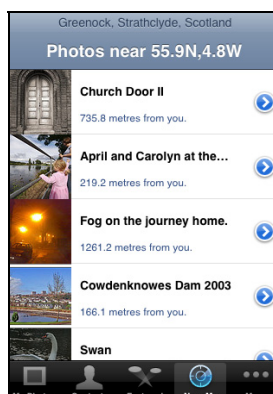 Greenock, Strathclyde, Scotland
Photos near 55.9N,4.8W
Church Door II
735.8 metres from you.
April and Carolyn at the...
219.2 metres from you.
Fog on the journey home.
1261.2 metres from you.
Cowdenknowes Dam 2003
166.1 metres from you.
Swan